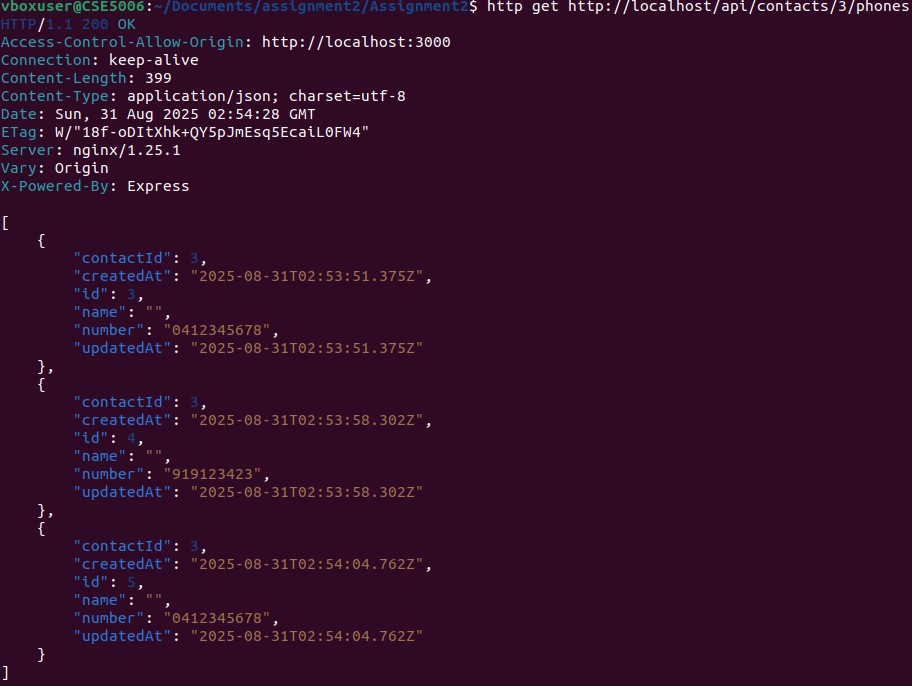 vboxuser@CSE5006:~/Documents/assignment2/Assignment2$ http get http://localhost/api/contacts/3/phones
HTTP/1.1 200 OK
Access-Control-Allow-Origin: http://localhost:3000
Connection: keep-alive
Content-Length: 399
Content-Type: application/json; charset=utf-8
Date: Sun, 31 Aug 2025 02:54:28 GMT
ETag: W/"18f-oDItXhk+QY5pJmEsq5EcaiL0FW4"
Server: nginx/1.25.1
Vary: Origin
X-Powered-By: Express

[
    {
        "contactId": 3,
        "createdAt": "2025-08-31T02:53:51.375Z",
        "id": 3,
        "name": "",
        "number": "0412345678",
        "updatedAt": "2025-08-31T02:53:51.375Z"
    },
    {
        "contactId": 3,
        "createdAt": "2025-08-31T02:53:58.302Z",
        "id": 4,
        "name": "",
        "number": "919123423",
        "updatedAt": "2025-08-31T02:53:58.302Z"
    },
    {
        "contactId": 3,
        "createdAt": "2025-08-31T02:54:04.762Z",
        "id": 5,
        "name": "",
        "number": "0412345678",
        "updatedAt": "2025-08-31T02:54:04.762Z"
    }
]